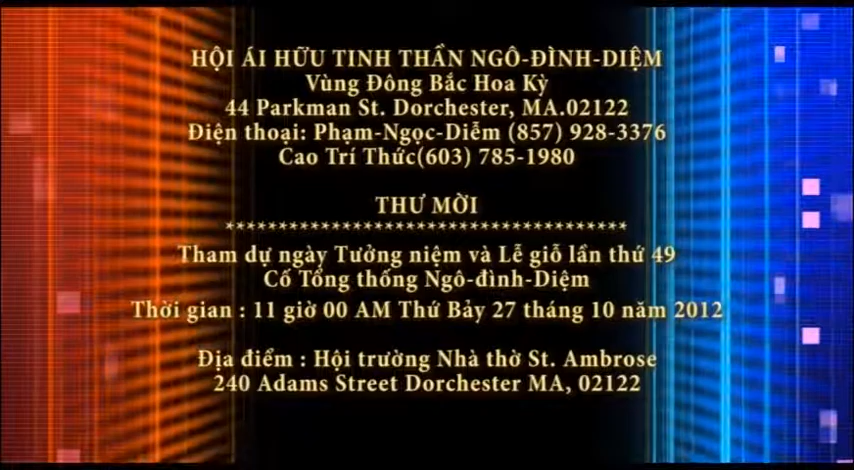 HỘI ÁI HỮU TINH THẦN NGÔ-ĐÌNH-DIỆM
Vùng Đông Bắc Hoa Kỳ
44 Parkman St. Dorchester, MA.02122
Điện thoại: Phạm-Ngọc-Diễm (857) 928-3376
Cao Trí Thức(603) 785-1980
THƯ MỜI
****************************************
Tham dự ngày Tưởng niệm và Lễ giỗ lần thứ 49
Cố Tổng thống Ngô-đình-Diệm
Thời gian : 11 giờ 00 AM Thứ Bảy 27 tháng 10 năm 2012
Địa điểm : Hội trường Nhà thờ St. Ambrose
240 Adams Street Dorchester MA, 02122